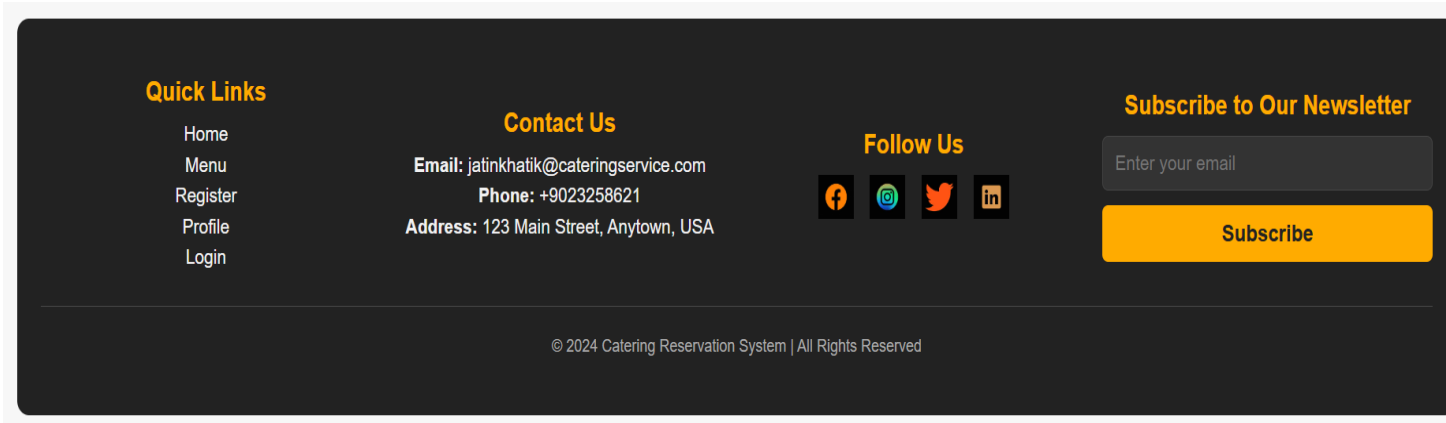 Quick Links
Home
Menu
Register
Profile
Login
Contact Us
Email: jatinkhatik@cateringservice.com
Phone: +9023258621
Address: 123 Main Street, Anytown, USA
Follow Us
in
Subscribe to Our Newsletter
Enter your email
Subscribe
© 2024 Catering Reservation System | All Rights Reserved